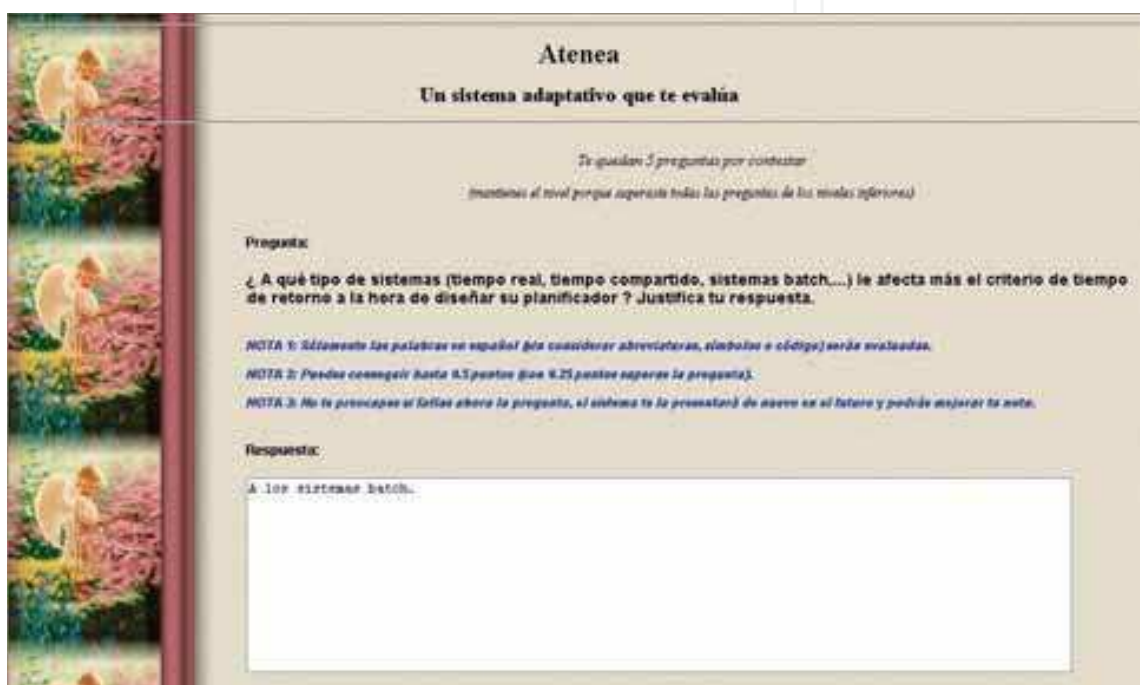 Atenea
Un sistema adaptativo que te evalúa
Te quedan 5 preguntas por contestar
(mantienes el nivel porque superaste todas las preguntas de los niveles inferiores)
Pregunta:
¿ A qué tipo de sistemas (tiempo real, tiempo compartido, sistemas batch,...) le afecta más el criterio de tiempo
de retorno a la hora de diseñar su planificador ? Justifica tu respuesta.
NOTA 1: Sólamente las palabras en español (sin considerar abreviaturas, símbolos o código) serán evaluadas.
NOTA 2: Puedes conseguir hasta 0.5 puntos (con 0.25 puntos superas la pregunta).
NOTA 3: No te preocupes si fallas ahora la pregunta, el sistema te la presentará de nuevo en el futuro y podrás mejorar tu nota.
Respuesta:
A los sistemas batch.